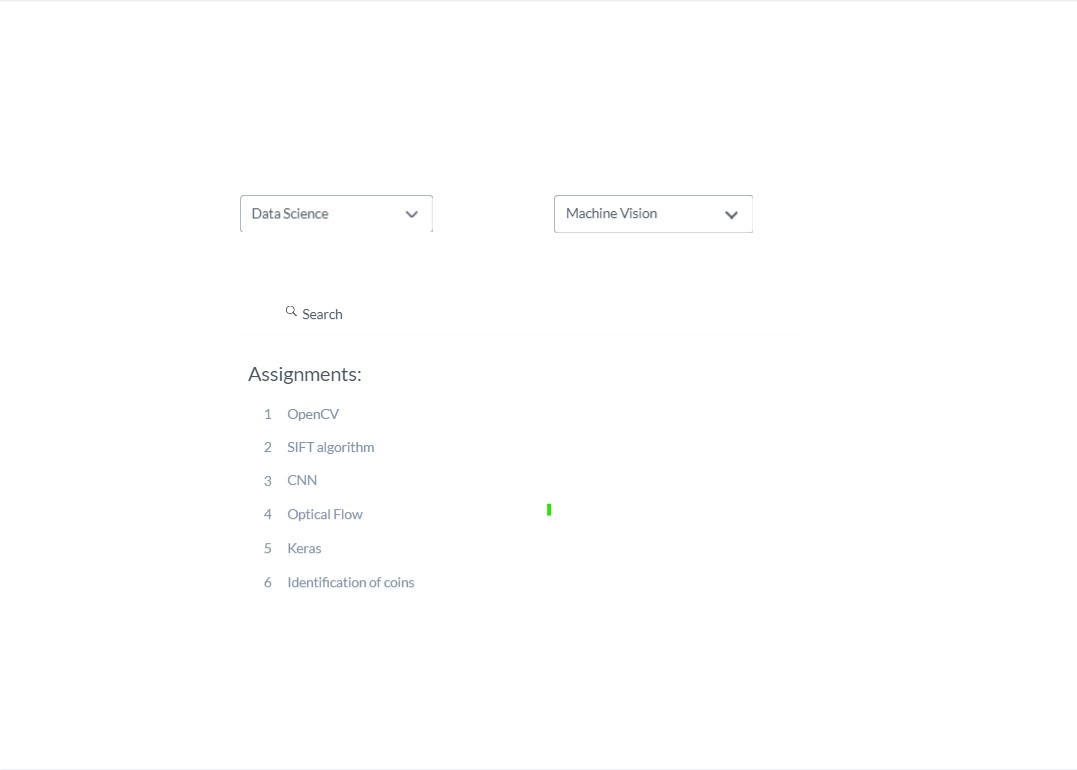 Data Science Machine Vision
Search
Assignments:
1 OpenCV
2 SIFT algorithm
3 CNN
4 Optical Flow
5 Keras
6 Identification of coins